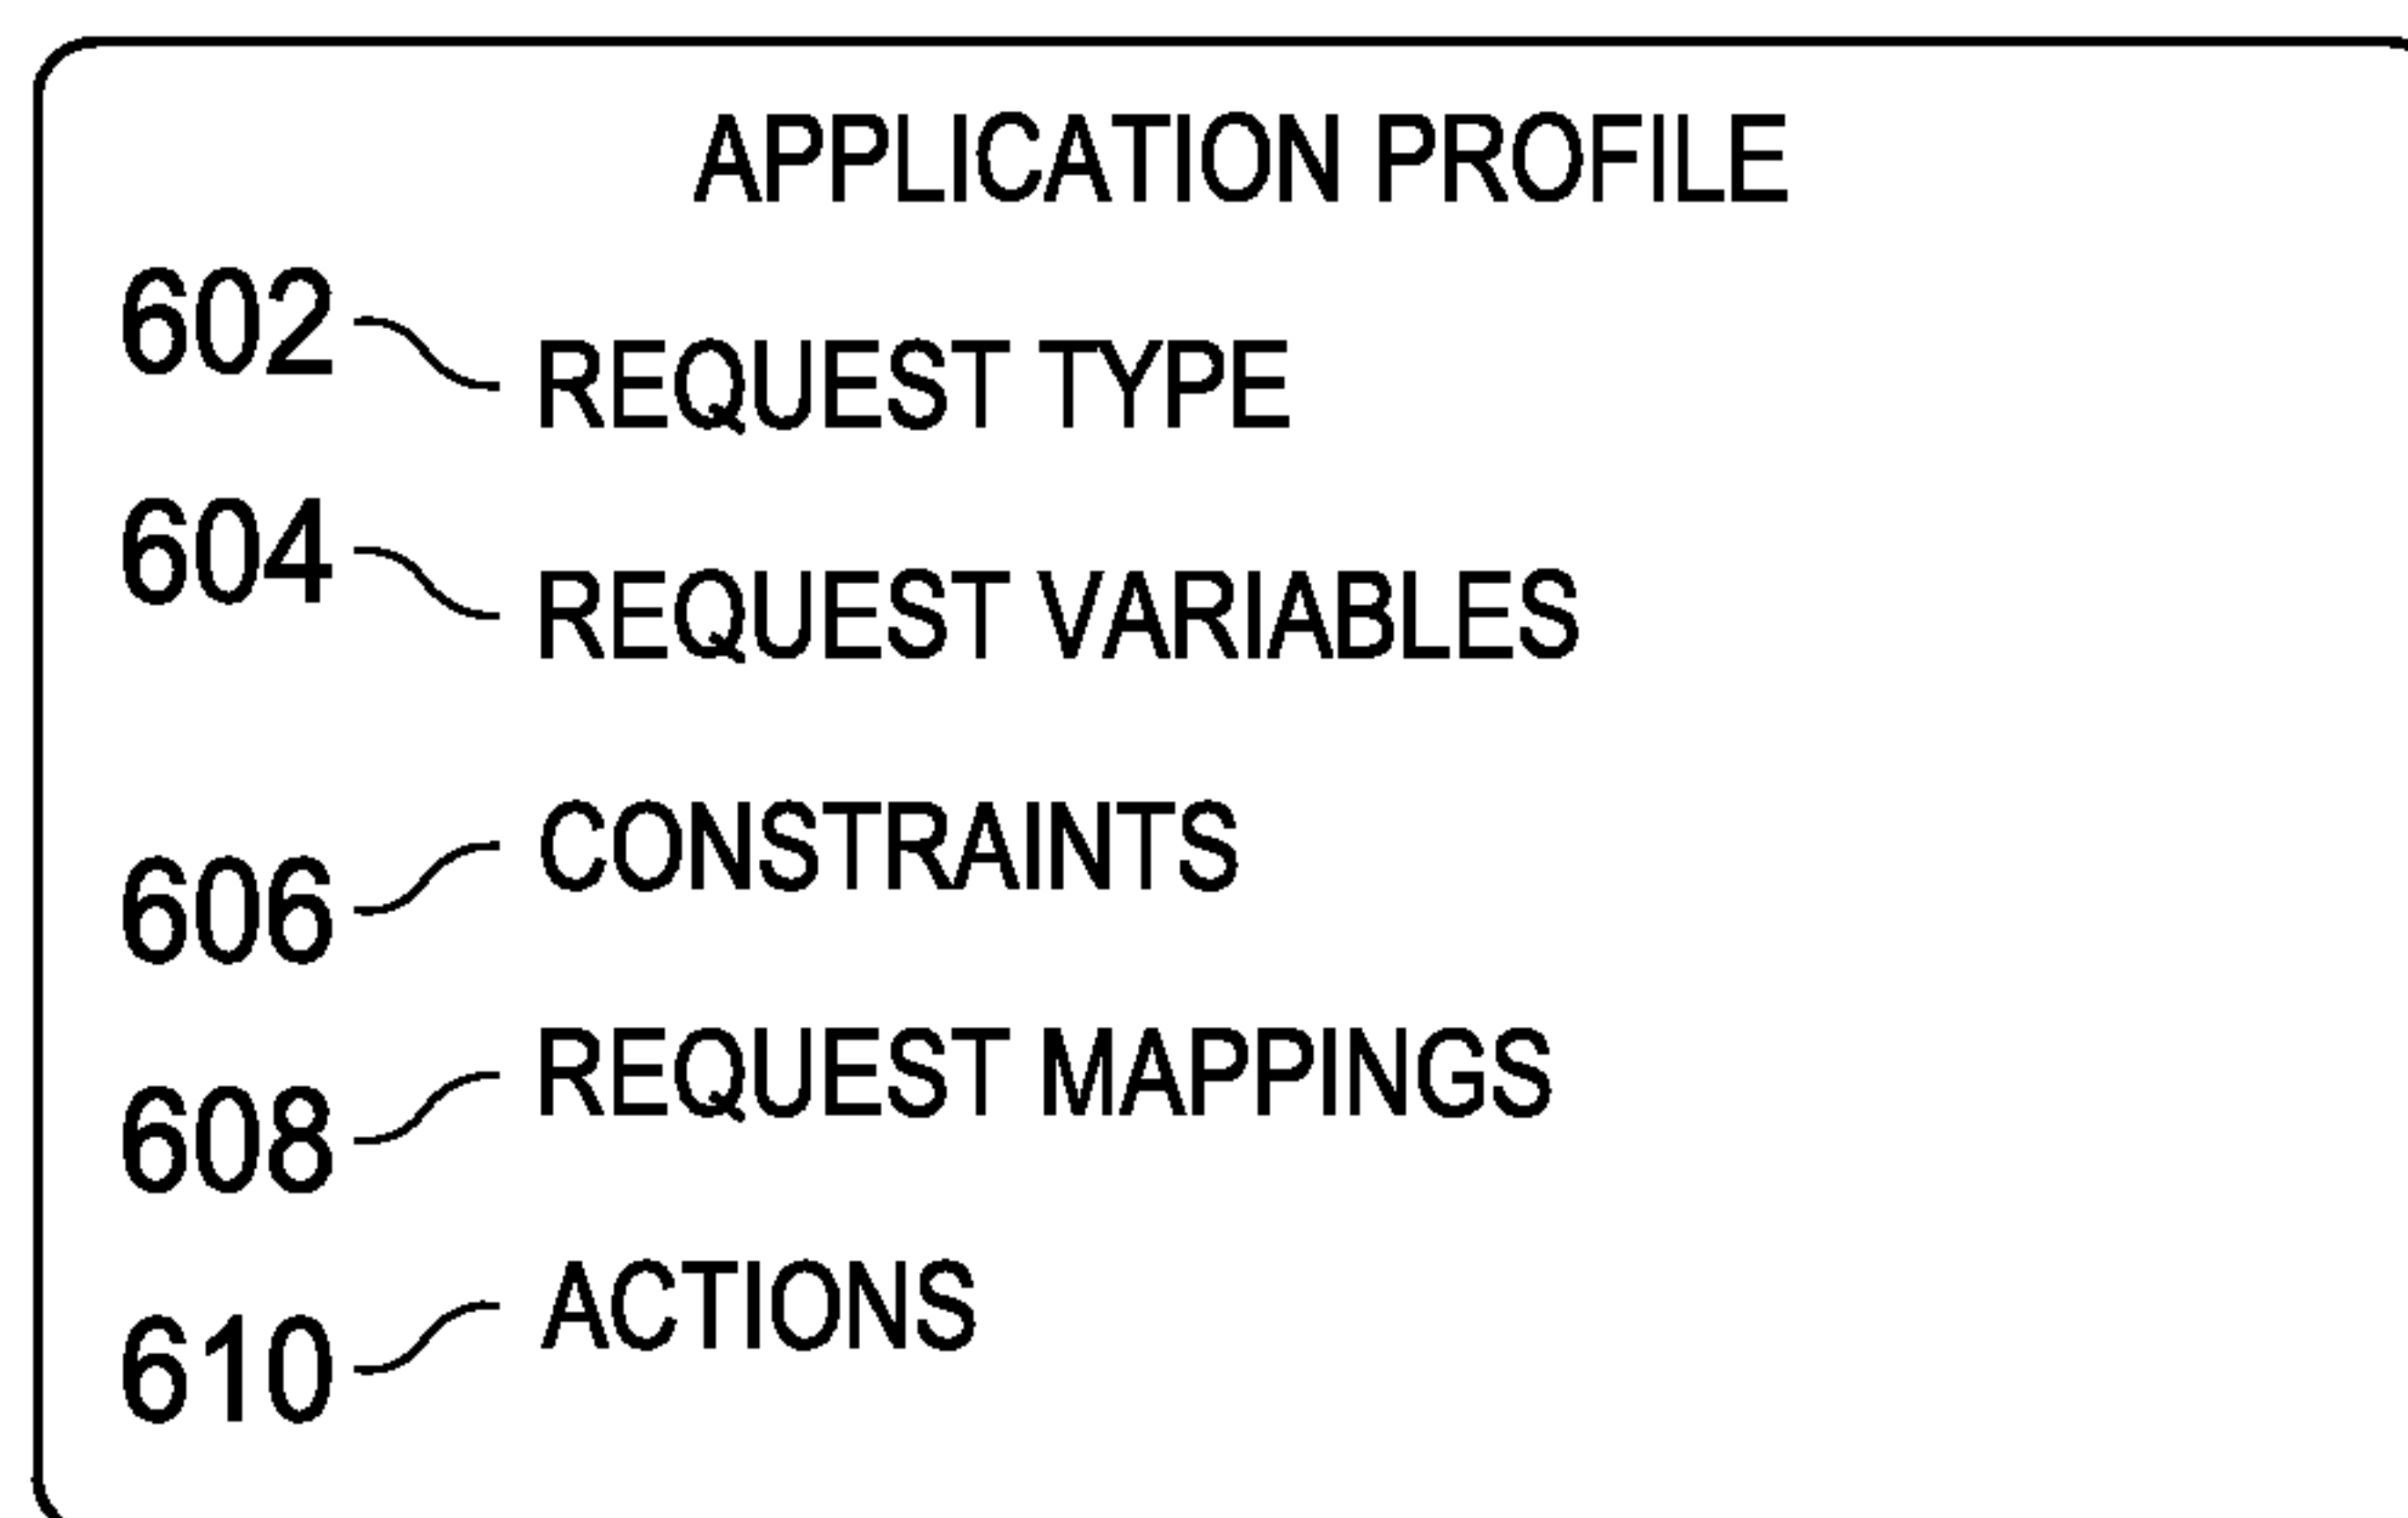 APPLICATION PROFILE
602 REQUEST TYPE
604 REQUEST VARIABLES
606 CONSTRAINTS
608 REQUEST MAPPINGS
610 ACTIONS